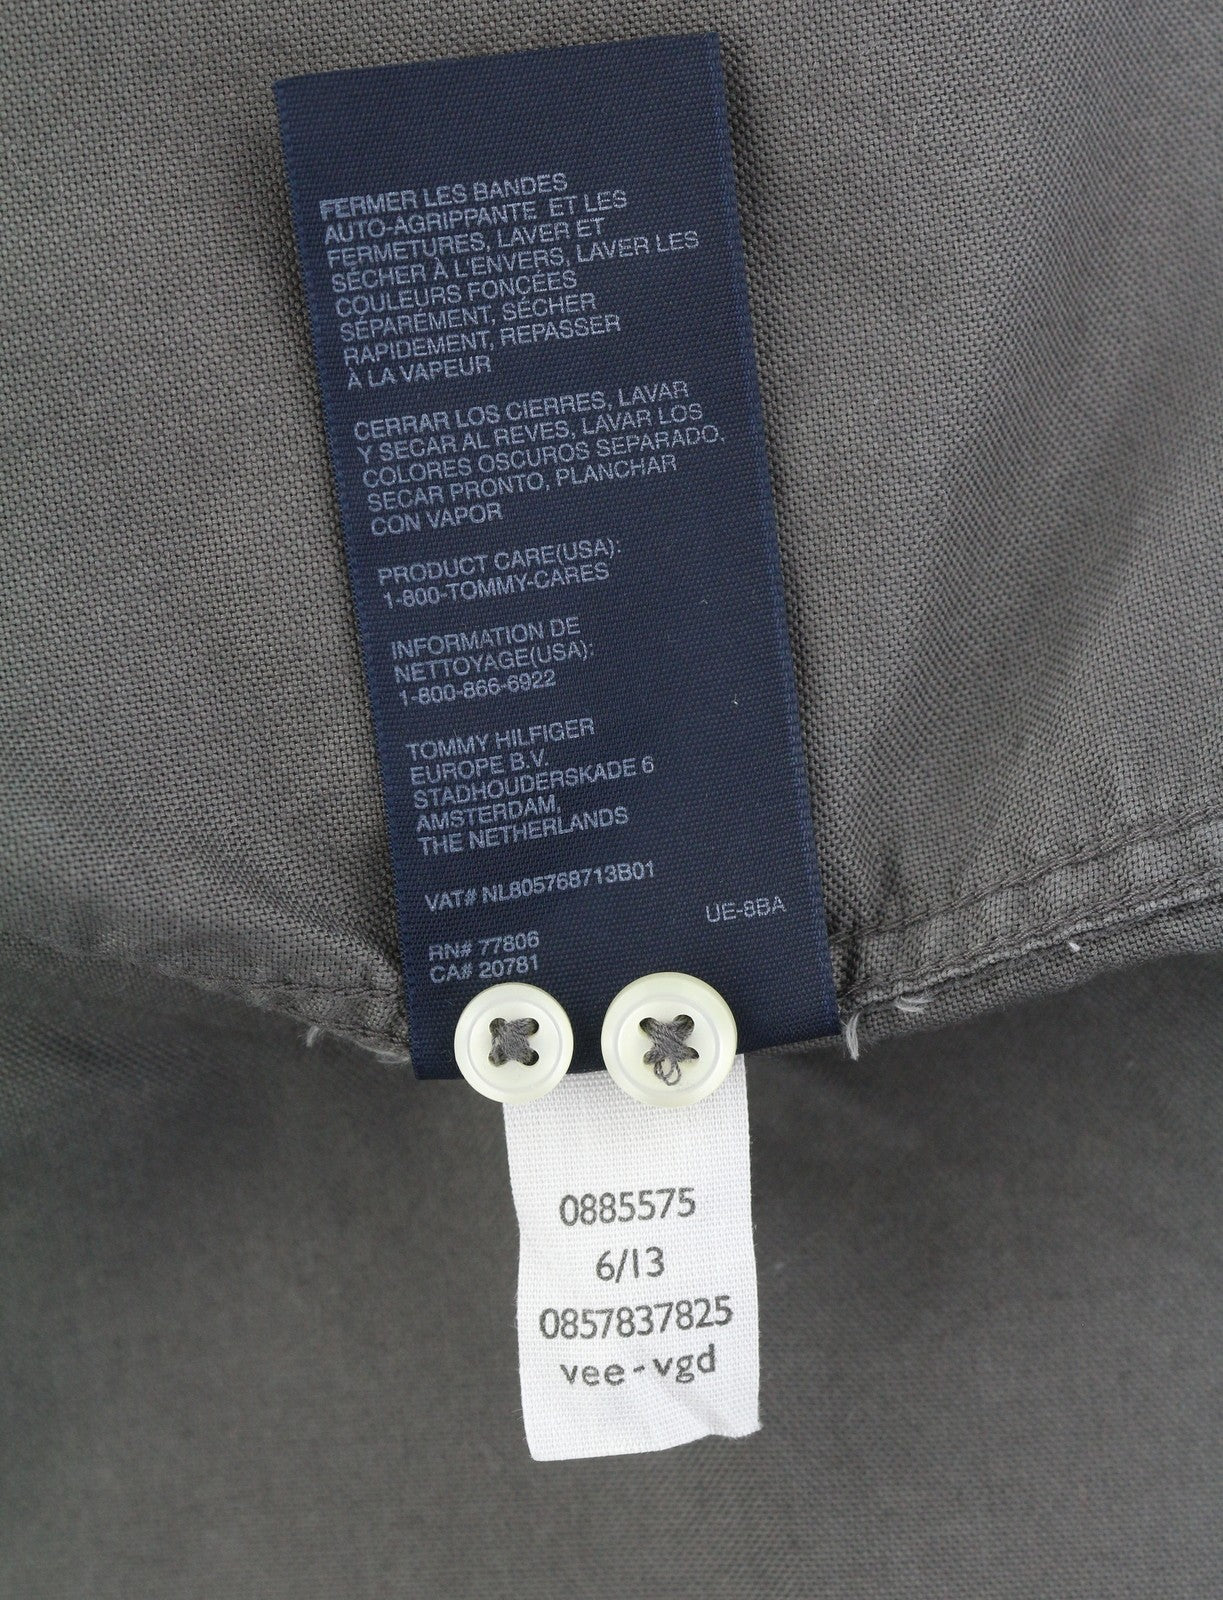 FERMER LES BANDES
AUTO-AGRIPPANTE ET LES
FERMETURES, LAVER ET
SÉCHER À L'ENVERS, LAVER LES
COULEURS FONCÉES
SÉPARÉMENT, SÉCHER
RAPIDEMENT, REPASSER
À LA VAPEUR
CERRAR LOS CIERRES, LAVAR
Y SECAR AL REVES, LAVAR LOS
COLORES OSCUROS SEPARADO,
SECAR PRONTO, PLANCHAR
CON VAPOR
PRODUCT CARE(USA):
1-800-TOMMY-CARES
INFORMATION DE
NETTOYAGE(USA):
1-800-866-6922
TOMMY HILFIGER
EUROPE B.V.
STADHOUDERSKADE 6
AMSTERDAM,
THE NETHERLANDS
VAT# NL805768713B01
UE-8BA
RN# 77806
CA# 20781
0885575
6/13
0857837825
vee-vgd